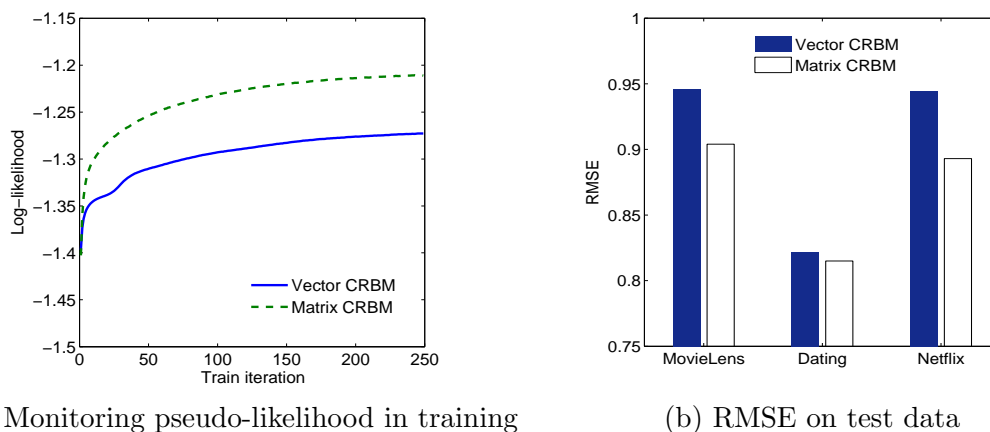 −1.15
−1.2
−1.25
−1.3
−1.35
−1.4
−1.45
−1.5
Log−likelihood
Vector CRBM
Matrix CRBM
0 50 100 150 200 250
Train iteration
Monitoring pseudo-likelihood in training
1
0.95
0.9
0.85
0.8
0.75
RMSE
Vector CRBM
Matrix CRBM
MovieLens Dating Netflix
(b) RMSE on test data